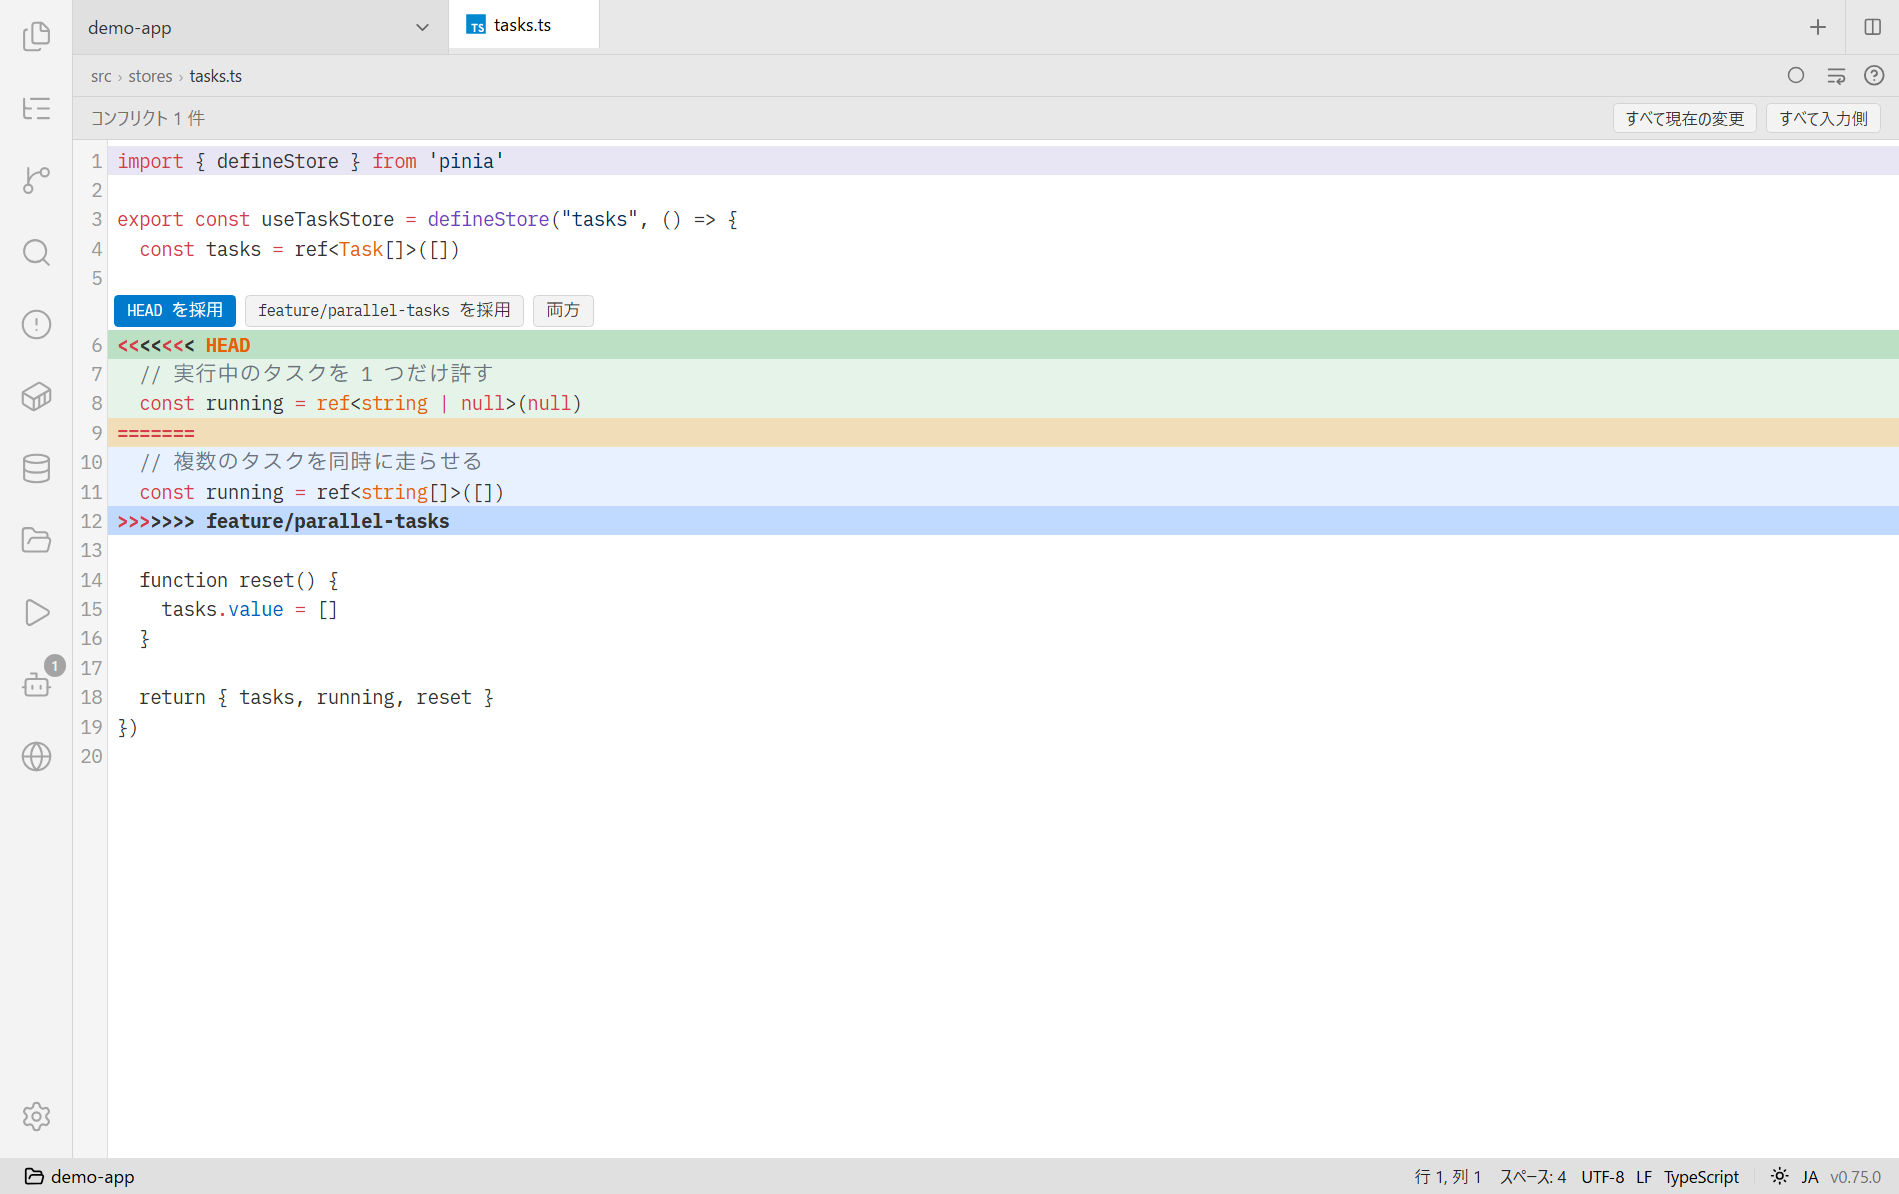 demo-app
TS tasks.ts
src › stores › tasks.ts
コンフリクト 1 件
すべて現在の変更
すべて入力側
1 import { defineStore } from 'pinia'
2
3 export const useTaskStore = defineStore("tasks", () => {
4   const tasks = ref<Task[]>([])
5
HEAD を採用
feature/parallel-tasks を採用
両方
6 <<<<<<< HEAD
7   // 実行中のタスクを 1 つだけ許す
8   const running = ref<string | null>(null)
9 =======
10   // 複数のタスクを同時に走らせる
11   const running = ref<string[]>([])
12 >>>>>>> feature/parallel-tasks
13
14   function reset() {
15     tasks.value = []
16   }
17
18   return { tasks, running, reset }
19 })
20
1
demo-app
行 1, 列 1
スペース: 4
UTF-8
LF
TypeScript
JA
v0.75.0